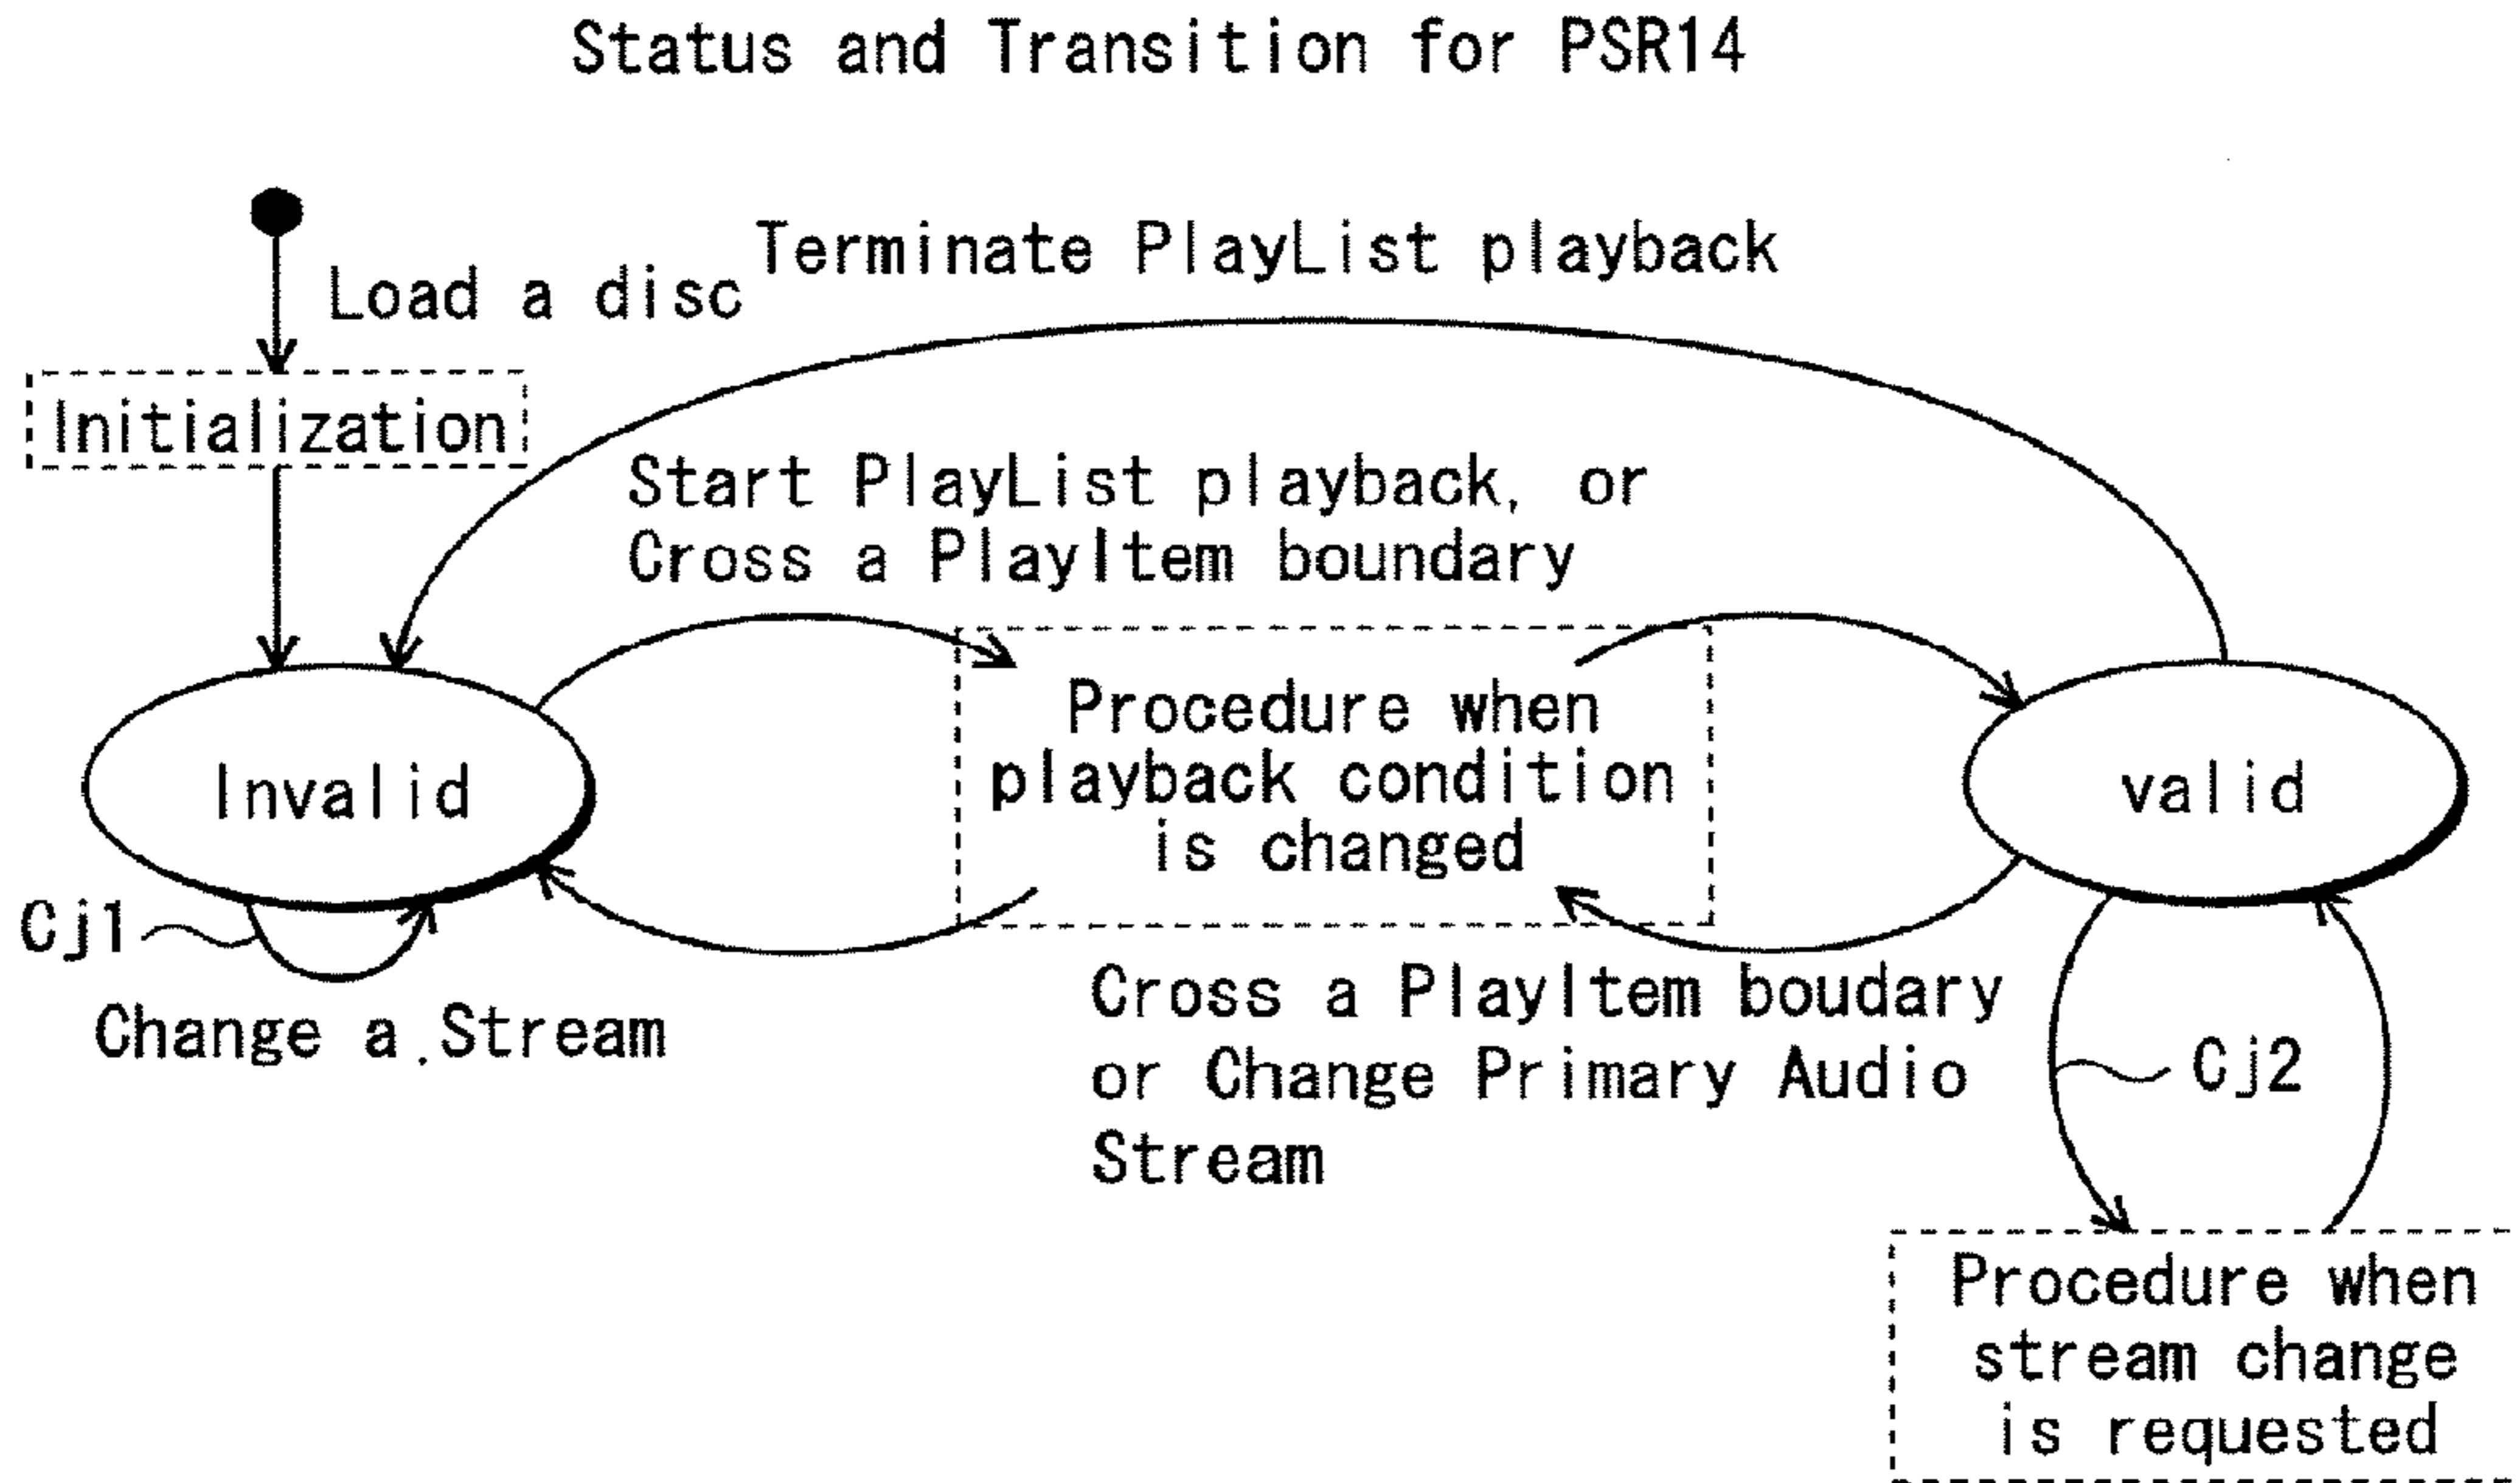 Status and Transition for PSR14
Load a disc
Terminate PlayList playback
Initialization
Start PlayList playback, or
Cross a PlayItem boundary
Invalid
Procedure when
playback condition
is changed
valid
Cj1
Change a Stream
Cross a PlayItem boudary
or Change Primary Audio
Stream
Cj2
Procedure when
stream change
is requested